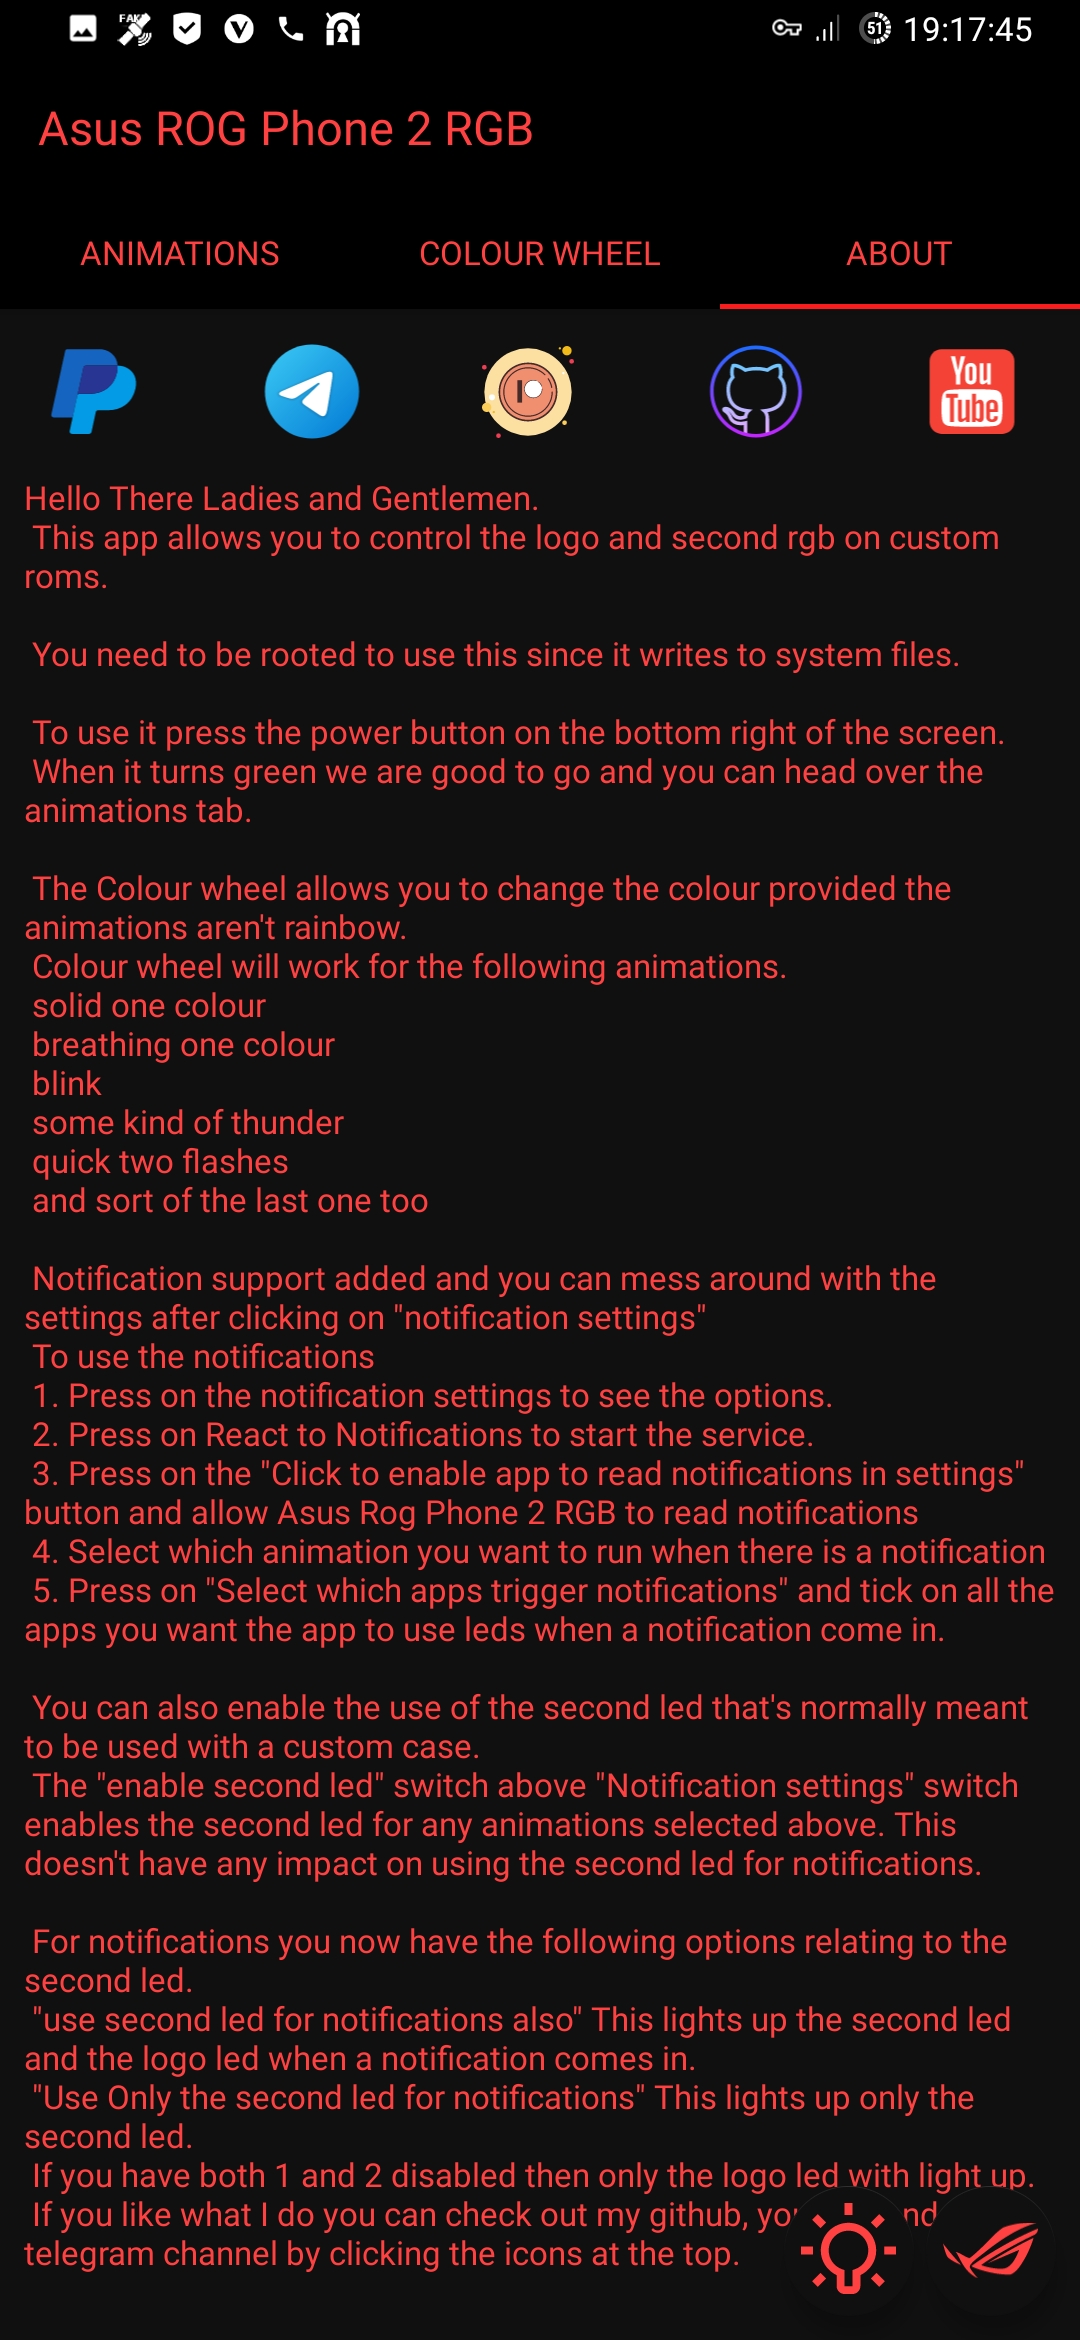 FAKE
51 19:17:45
Asus ROG Phone 2 RGB
ANIMATIONS COLOUR WHEEL ABOUT
You
Tube
Hello There Ladies and Gentlemen.
This app allows you to control the logo and second rgb on custom
roms.
You need to be rooted to use this since it writes to system files.
To use it press the power button on the bottom right of the screen.
When it turns green we are good to go and you can head over the
animations tab.
The Colour wheel allows you to change the colour provided the
animations aren't rainbow.
Colour wheel will work for the following animations.
solid one colour
breathing one colour
blink
some kind of thunder
quick two flashes
and sort of the last one too
Notification support added and you can mess around with the
settings after clicking on "notification settings"
To use the notifications
1. Press on the notification settings to see the options.
2. Press on React to Notifications to start the service.
3. Press on the "Click to enable app to read notifications in settings"
button and allow Asus Rog Phone 2 RGB to read notifications
4. Select which animation you want to run when there is a notification
5. Press on "Select which apps trigger notifications" and tick on all the
apps you want the app to use leds when a notification come in.
You can also enable the use of the second led that's normally meant
to be used with a custom case.
The "enable second led" switch above "Notification settings" switch
enables the second led for any animations selected above. This
doesn't have any impact on using the second led for notifications.
For notifications you now have the following options relating to the
second led.
"use second led for notifications also" This lights up the second led
and the logo led when a notification comes in.
"Use Only the second led for notifications" This lights up only the
second led.
If you have both 1 and 2 disabled then only the logo led with light up.
If you like what I do you can check out my github,
telegram channel by clicking the icons at the top.